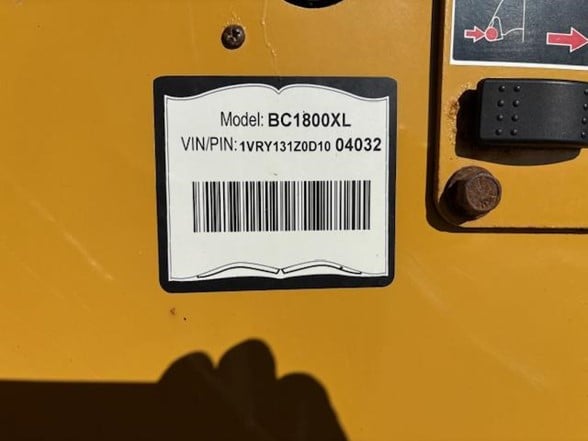 Model: BC1800XL
VIN/PIN: 1VRY131Z0D10 04032